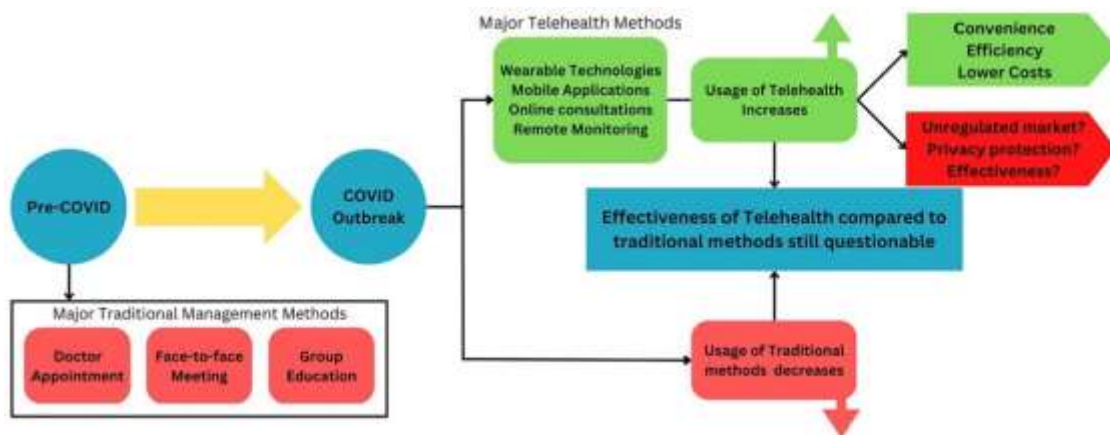 Major Telehealth Methods
Wearable Technologies
Mobile Applications
Online consultations
Remote Monitoring
Usage of Telehealth
Increases
Convenience
Efficiency
Lower Costs
Unregulated market?
Privacy protection?
Effectiveness?
Pre-COVID
COVID
Outbreak
Effectiveness of Telehealth compared to
traditional methods still questionable
Major Traditional Management Methods
Doctor
Appointment
Face-to-face
Meeting
Group
Education
Usage of Traditional
methods decreases